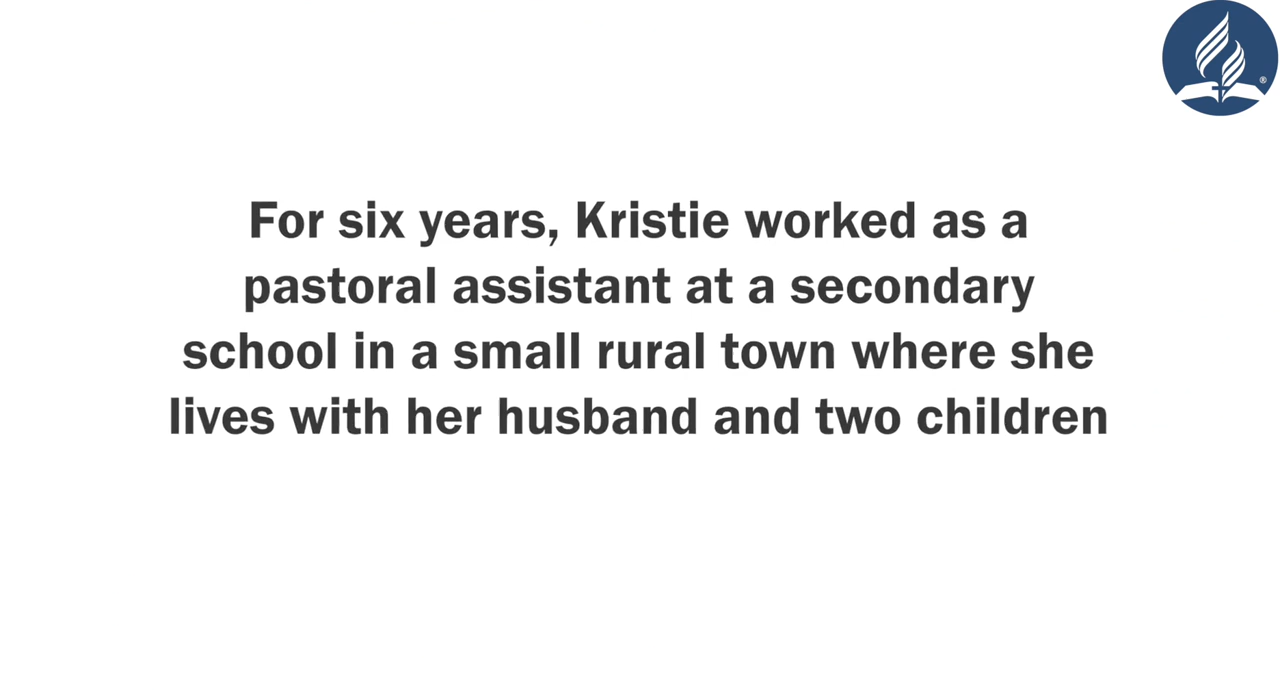 For six years, Kristie worked as a
pastoral assistant at a secondary
school in a small rural town where she
lives with her husband and two children
®